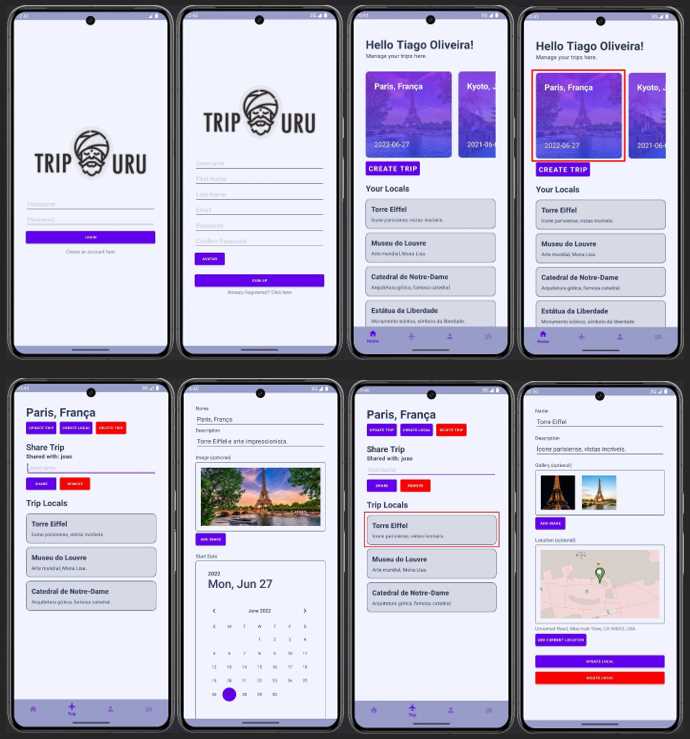 TRIP URU
Username
Password
LOGIN
Create an account here
TRIP URU
Username
First Name
Last Name
Email
Password
Confirm Password
AVATAR
SIGN UP
Already Registered? Click here
Hello Tiago Oliveira!
Manage your trips here.
Paris, França
2022-06-27
Kyoto, J
2021-06-
CREATE TRIP
Your Locals
Torre Eiffel
Ícone parisiense, vistas incríveis.
Museu do Louvre
Arte mundial, Mona Lisa.
Catedral de Notre-Dame
Arquitetura gótica, famosa catedral.
Estátua da Liberdade
Monumento icónico, símbolo da liberdade.
Home
Hello Tiago Oliveira!
Manage your trips here.
Paris, França
2022-06-27
Kyoto, J
2021-06-
CREATE TRIP
Your Locals
Torre Eiffel
Ícone parisiense, vistas incríveis.
Museu do Louvre
Arte mundial, Mona Lisa.
Catedral de Notre-Dame
Arquitetura gótica, famosa catedral.
Estátua da Liberdade
Monumento icónico, símbolo da liberdade.
Home
Paris, França
UPDATE TRIP
CREATE LOCAL
DELETE TRIP
Share Trip
Shared with: joao
Username
SHARE
REMOVE
Trip Locals
Torre Eiffel
Ícone parisiense, vistas incríveis.
Museu do Louvre
Arte mundial, Mona Lisa.
Catedral de Notre-Dame
Arquitetura gótica, famosa catedral.
Trip
Name
Paris, França
Description
Torre Eiffel e arte impressionista.
Image (optional)
ADD IMAGE
Start Date
2022
Mon, Jun 27
June 2022
S M T W T F S
1 2 3 4
5 6 7 8 9 10 11
12 13 14 15 16 17 18
19 20 21 22 23 24 25
26 27 28 29 30
Paris, França
UPDATE TRIP
CREATE LOCAL
DELETE TRIP
Share Trip
Shared with: joao
Username
SHARE
REMOVE
Trip Locals
Torre Eiffel
Ícone parisiense, vistas incríveis.
Museu do Louvre
Arte mundial, Mona Lisa.
Catedral de Notre-Dame
Arquitetura gótica, famosa catedral.
Trip
Name
Torre Eiffel
Description
Ícone parisiense, vistas incríveis.
Gallery (optional)
ADD IMAGE
Location (optional)
CA 94043, USA
ADD CURRENT LOCATION
UPDATE LOCAL
DELETE LOCAL